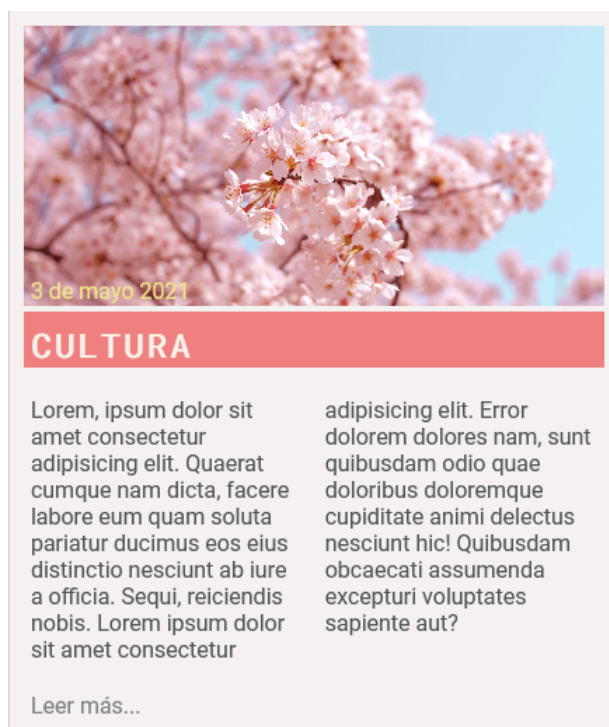 3 de mayo 2021
CULTURA
Lorem, ipsum dolor sit
amet consectetur
adipisicing elit. Quaerat
cumque nam dicta, facere
labore eum quam soluta
pariatur ducimus eos eius
distinctio nesciunt ab iure
a officia. Sequi, reiciendis
nobis. Lorem ipsum dolor
sit amet consectetur
adipisicing elit. Error
dolorem dolores nam, sunt
quibusdam odio quae
doloribus doloremque
cupiditate animi delectus
nesciunt hic! Quibusdam
obcaecati assumenda
excepturi voluptates
sapiente aut?
Leer más...